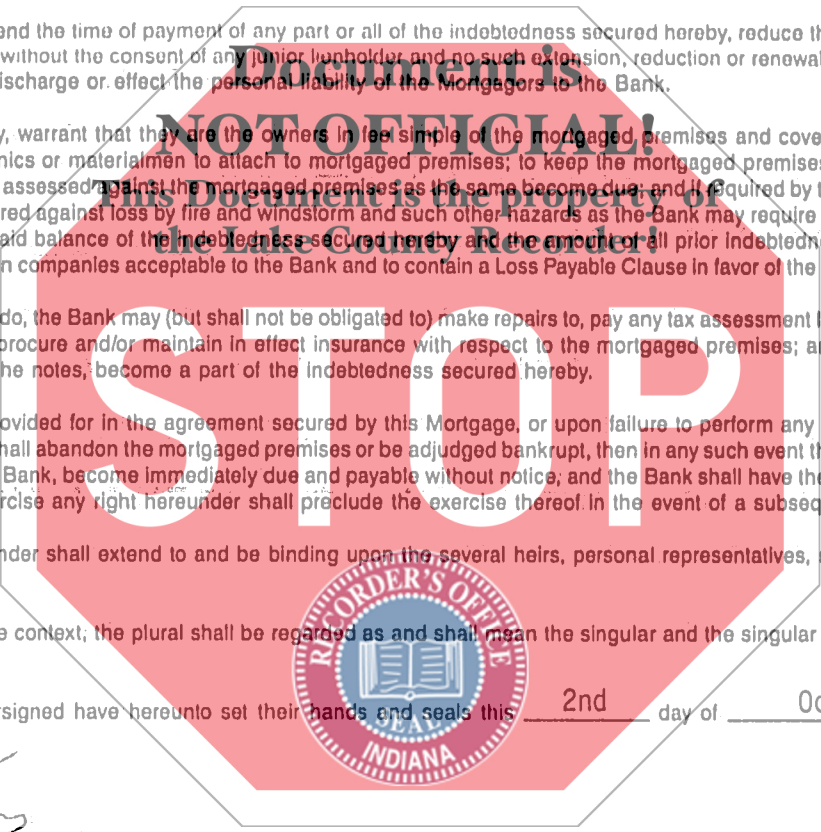 end the time of payment of any part or all of the indebtedness secured hereby, reduce th
without the consent of any junior lienholder and no such extension, reduction or renewal
Document is
ischarge or effect the personal liability of the Mortgagors to the Bank.
NOT OFFICIAL!
y, warrant that they are the owners in fee simple of the mortgaged premises and cove
nics or materialmen to attach to mortgaged premises; to keep the mortgaged premises
This Document is the property of
assessed against the mortgaged premises as the same become due; and if required by t
red against loss by fire and windstorm and such other hazards as the Bank may require
the Lake County Recorder!
aid balance of the indebtedness secured hereby and the amount of all prior indebtedn
n companies acceptable to the Bank and to contain a Loss Payable Clause in favor of the
STOP
do, the Bank may (but shall not be obligated to) make repairs to, pay any tax assessment
procure and/or maintain in effect insurance with respect to the mortgaged premises; a
he notes, become a part of the indebtedness secured hereby.
ovided for in the agreement secured by this Mortgage, or upon failure to perform any
hall abandon the mortgaged premises or be adjudged bankrupt, then in any such event th
Bank, become immediately due and payable without notice, and the Bank shall have the
rcise any right hereunder shall preclude the exercise thereof in the event of a subseq
nder shall extend to and be binding upon the several heirs, personal representatives,
RECORDER'S OFFICE
e context, the plural shall be regarded as and shall mean the singular and the singular
rsigned have hereunto set their hands and seals this 2nd day of Oc
SEAL
INDIANA